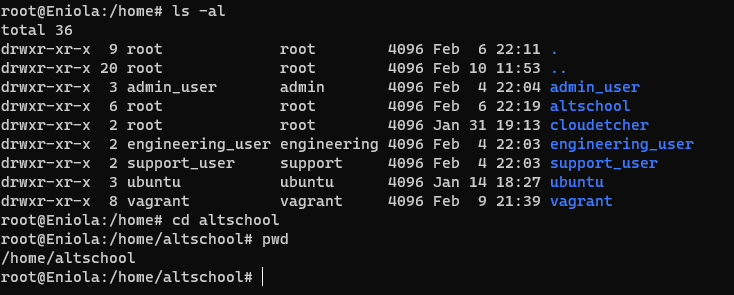 root@Eniola:/home# ls -al
total 36
drwxr-xr-x  9 root             root         4096 Feb  6 22:11 .
drwxr-xr-x 20 root             root         4096 Feb 10 11:53 ..
drwxr-xr-x  3 admin_user       admin        4096 Feb  4 22:04 admin_user
drwxr-xr-x  6 root             root         4096 Feb  6 22:19 altschool
drwxr-xr-x  2 root             root         4096 Jan 31 19:13 cloudetcher
drwxr-xr-x  2 engineering_user engineering  4096 Feb  4 22:03 engineering_user
drwxr-xr-x  2 support_user     support      4096 Feb  4 22:03 support_user
drwxr-xr-x  3 ubuntu           ubuntu       4096 Jan 14 18:27 ubuntu
drwxr-xr-x  8 vagrant          vagrant      4096 Feb  9 21:39 vagrant
root@Eniola:/home# cd altschool
root@Eniola:/home/altschool# pwd
/home/altschool
root@Eniola:/home/altschool#